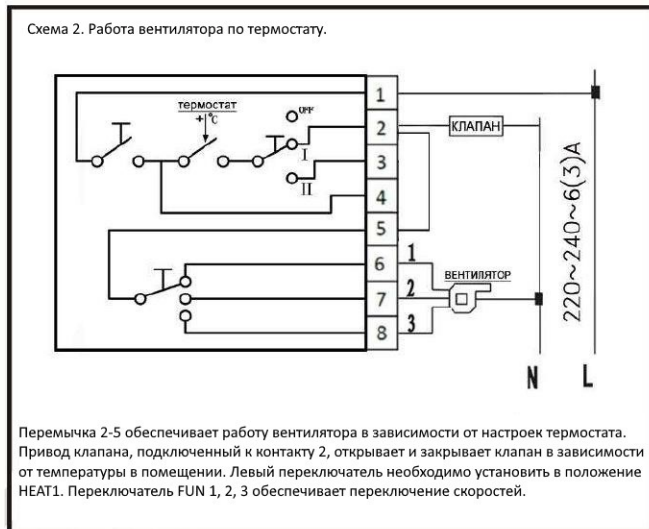 Схема 2. Работа вентилятора по термостату.
термостат
+ °C
OFF
I
II
1
2
3
4
5
6
7
8
КЛАПАН
1
2
3
ВЕНТИЛЯТОР
220~240~6(3)A
N
L
Перемычка 2-5 обеспечивает работу вентилятора в зависимости от настроек термостата.
Привод клапана, подключенный к контакту 2, открывает и закрывает клапан в зависимости
от температуры в помещении. Левый переключатель необходимо установить в положение
HEAT1. Переключатель FUN 1, 2, 3 обеспечивает переключение скоростей.